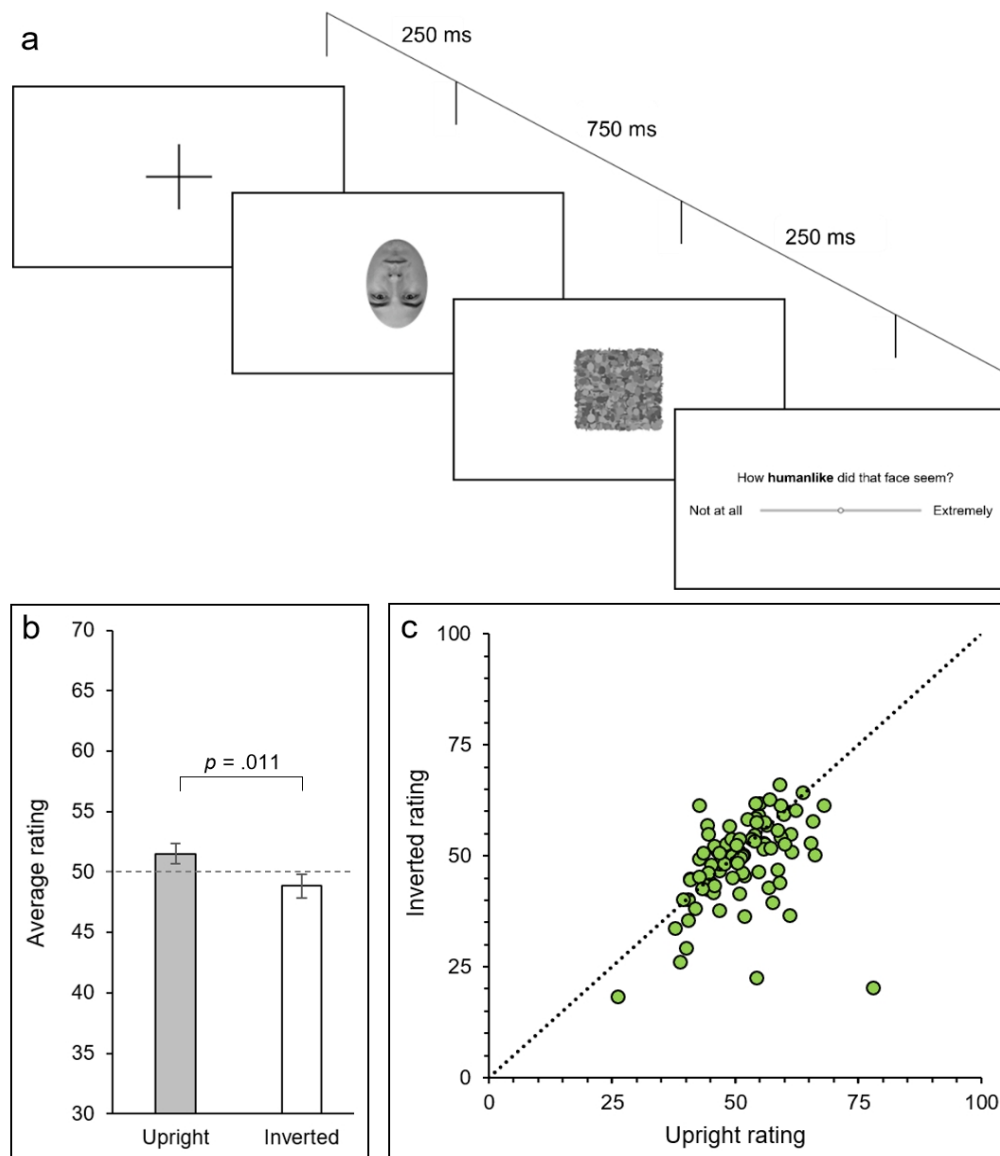 a
250 ms
750 ms
250 ms
How humanlike did that face seem?
Not at all Extremely
b
70
65
60
55
50
45
40
35
30
Average rating
p = .011
Upright Inverted
c
100
75
50
25
0
Inverted rating
0 25 50 75 100
Upright rating